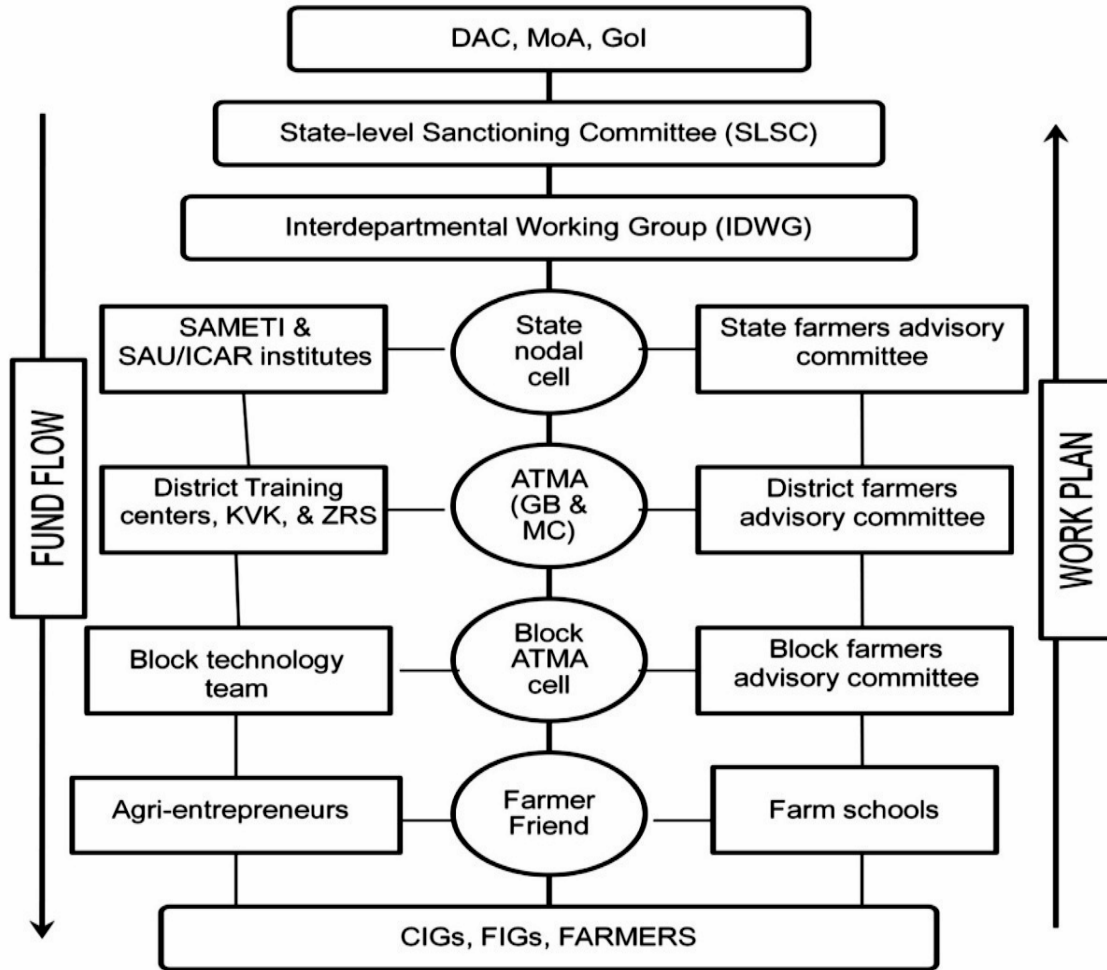 DAC, MoA, GoI
State-level Sanctioning Committee (SLSC)
Interdepartmental Working Group (IDWG)
SAMETI &
SAU/ICAR institutes
State
nodal
cell
State farmers advisory
committee
FUND FLOW
WORK PLAN
District Training
centers, KVK, & ZRS
ATMA
(GB &
MC)
District farmers
advisory committee
Block technology
team
Block
ATMA
cell
Block farmers
advisory committee
Agri-entrepreneurs
Farmer
Friend
Farm schools
CIGs, FIGs, FARMERS